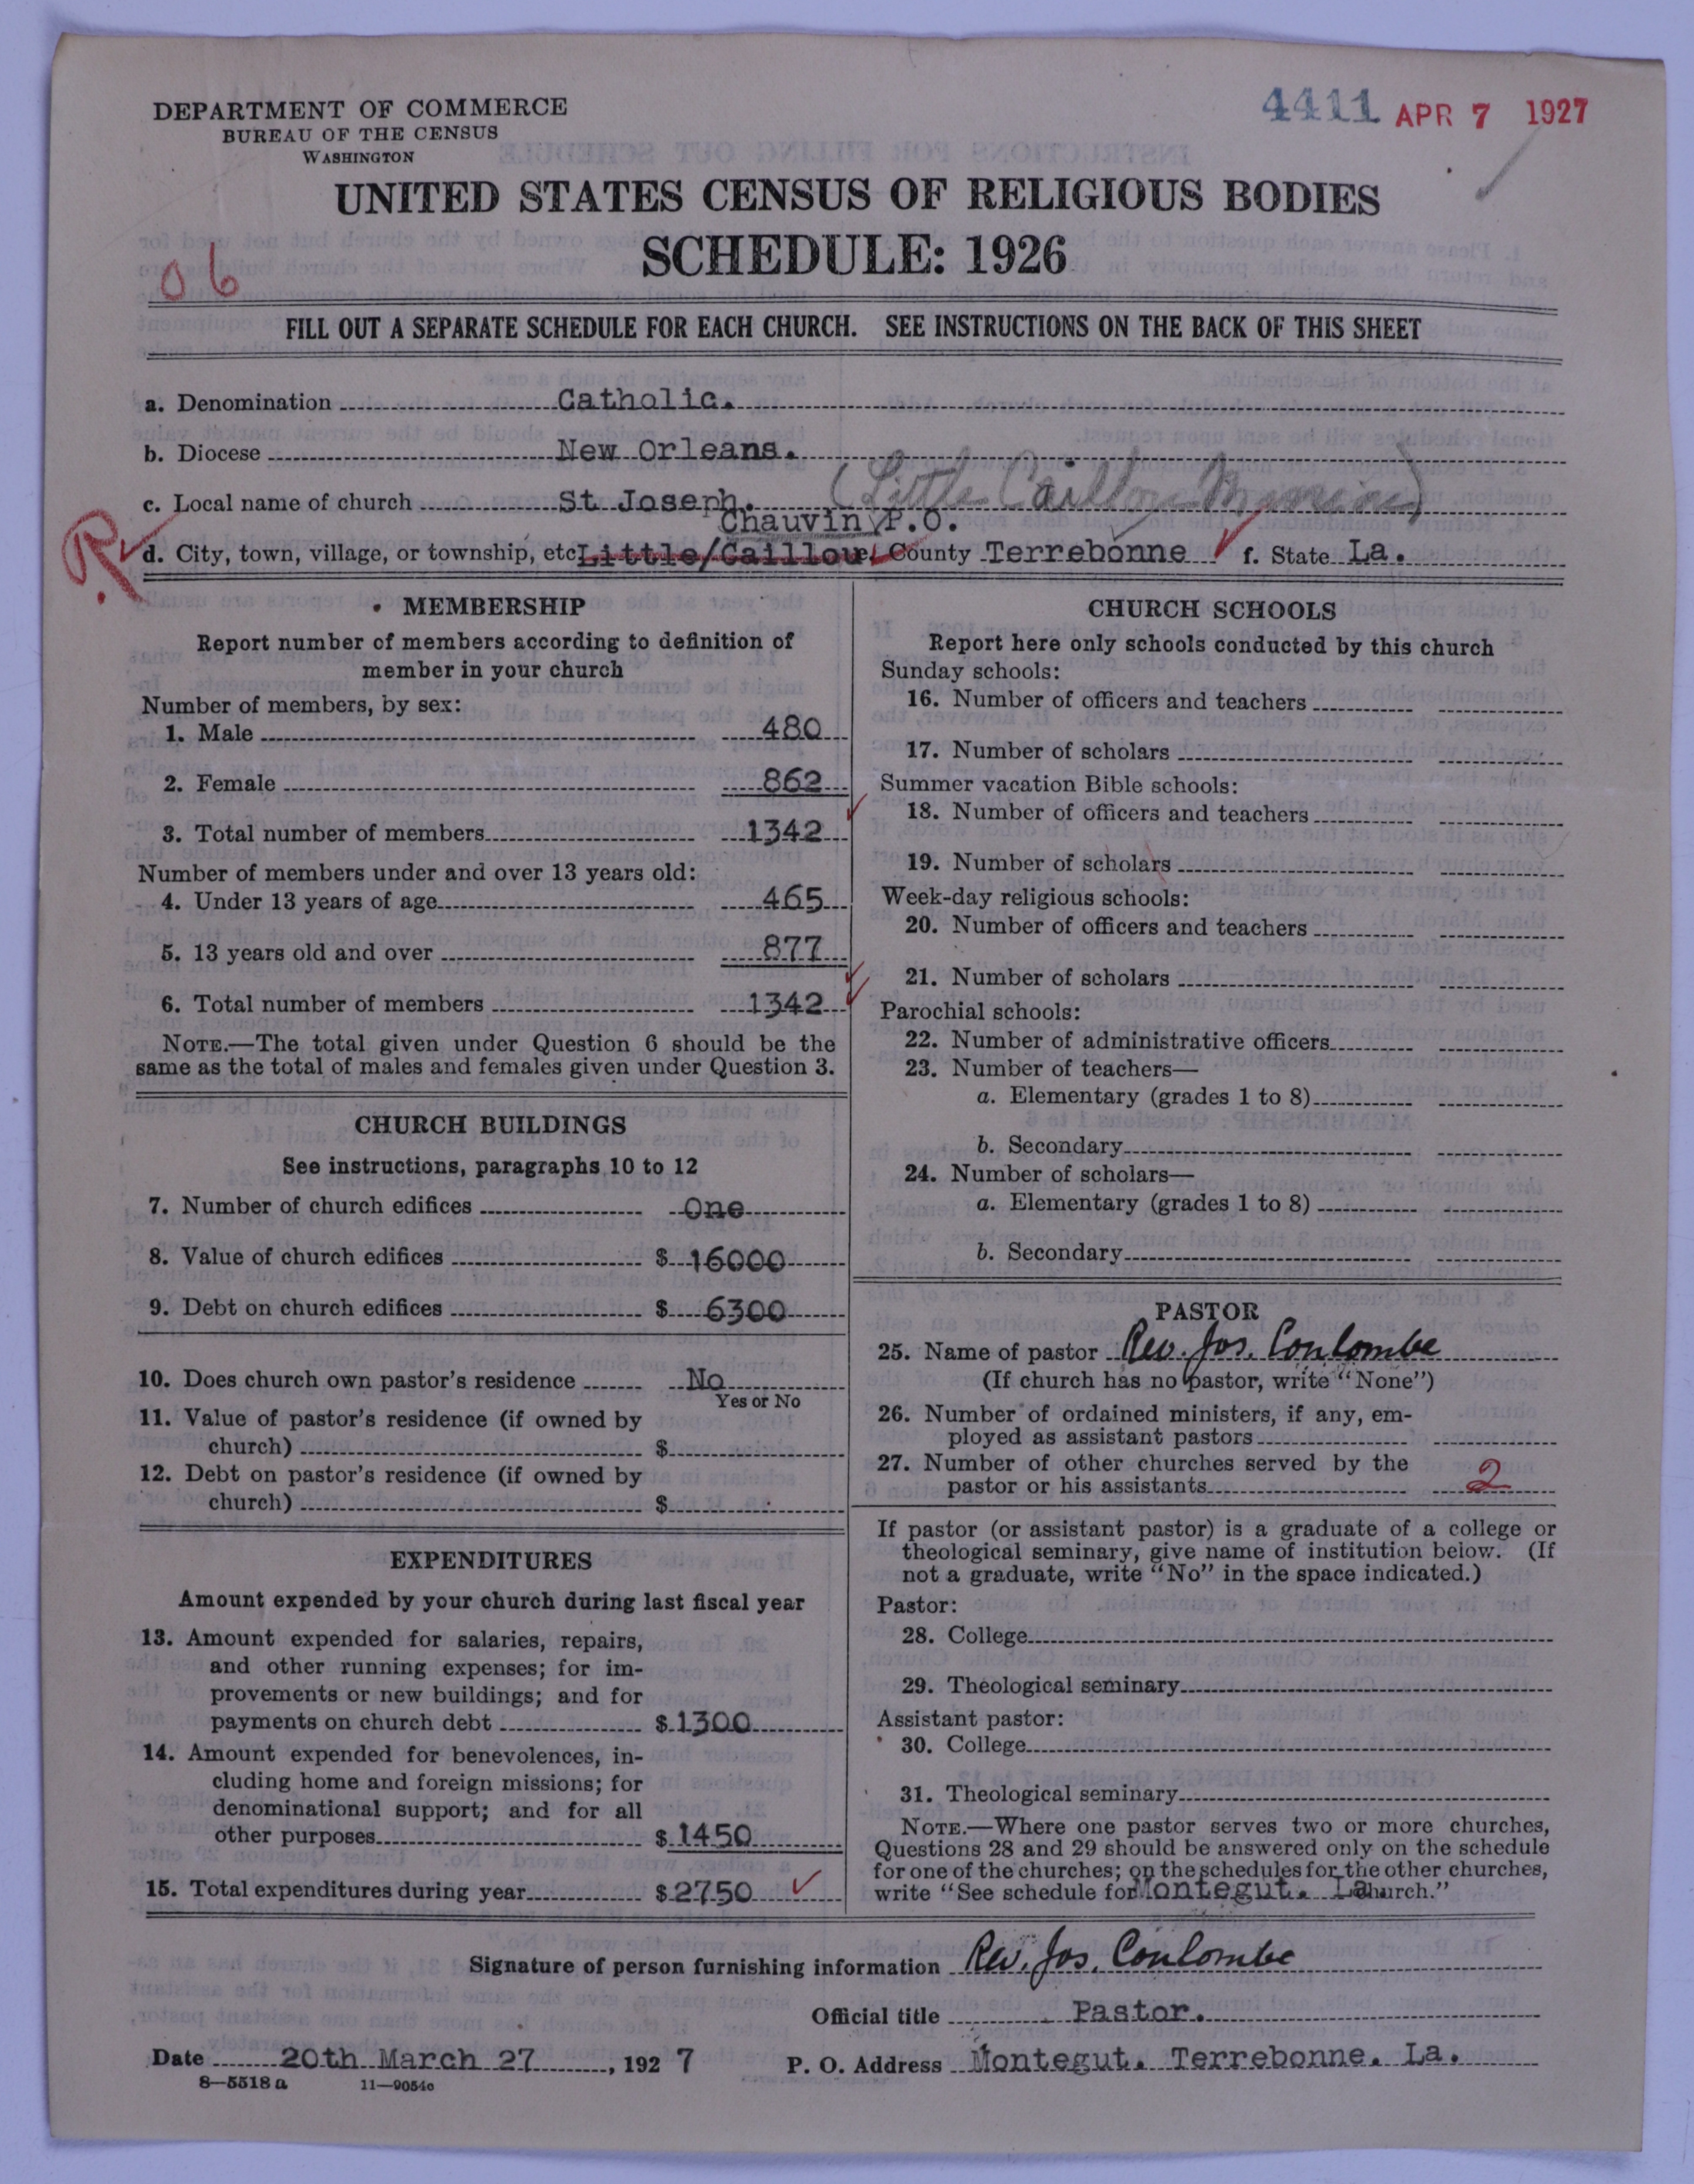 DEPARTMENT OF COMMERCE
BUREAU OF THE CENSUS
WASHINGTON
4411 APR 7 1927
UNITED STATES CENSUS OF RELIGIOUS BODIES
SCHEDULE: 1926
06
FILL OUT A SEPARATE SCHEDULE FOR EACH CHURCH. SEE INSTRUCTIONS ON THE BACK OF THIS SHEET
a. Denomination Catholic.
b. Diocese New Orleans.
c. Local name of church St Joseph. (Little Caillou
Chauvin P.O.
R
d. City, town, village, or township, etc Little/Caillou e. County Terrebonne f. State La.
MEMBERSHIP
Report number of members according to definition of
member in your church
Number of members, by sex:
1. Male 480
2. Female 862
3. Total number of members 1342
Number of members under and over 13 years old:
4. Under 13 years of age 465
5. 13 years old and over 877
6. Total number of members 1342
NOTE.—The total given under Question 6 should be the
same as the total of males and females given under Question 3.
CHURCH BUILDINGS
See instructions, paragraphs 10 to 12
7. Number of church edifices One
8. Value of church edifices $ 16000
9. Debt on church edifices $ 6300
10. Does church own pastor's residence No
Yes or No
11. Value of pastor's residence (if owned by
church) $
12. Debt on pastor's residence (if owned by
church) $
EXPENDITURES
Amount expended by your church during last fiscal year
13. Amount expended for salaries, repairs,
and other running expenses; for im-
provements or new buildings; and for
payments on church debt $ 1300
14. Amount expended for benevolences, in-
cluding home and foreign missions; for
denominational support; and for all
other purposes $ 1450
15. Total expenditures during year $ 2750
CHURCH SCHOOLS
Report here only schools conducted by this church
Sunday schools:
16. Number of officers and teachers
17. Number of scholars
Summer vacation Bible schools:
18. Number of officers and teachers
19. Number of scholars
Week-day religious schools:
20. Number of officers and teachers
21. Number of scholars
Parochial schools:
22. Number of administrative officers
23. Number of teachers—
a. Elementary (grades 1 to 8)
b. Secondary
24. Number of scholars—
a. Elementary (grades 1 to 8)
b. Secondary
PASTOR
25. Name of pastor Rev. Jos. Coulombe
(If church has no pastor, write "None")
26. Number of ordained ministers, if any, em-
ployed as assistant pastors
27. Number of other churches served by the
pastor or his assistants 2
If pastor (or assistant pastor) is a graduate of a college or
theological seminary, give name of institution below. (If
not a graduate, write "No" in the space indicated.)
Pastor:
28. College
29. Theological seminary
Assistant pastor:
30. College
31. Theological seminary
NOTE.—Where one pastor serves two or more churches,
Questions 28 and 29 should be answered only on the schedule
for one of the churches; on the schedules for the other churches,
write "See schedule for Montegut. La. church."
Signature of person furnishing information Rev. Jos. Coulombe
Official title Pastor.
Date 20th March 27, 192 7 P. O. Address Montegut. Terrebonne. La.
8—5518 a 11—9054c